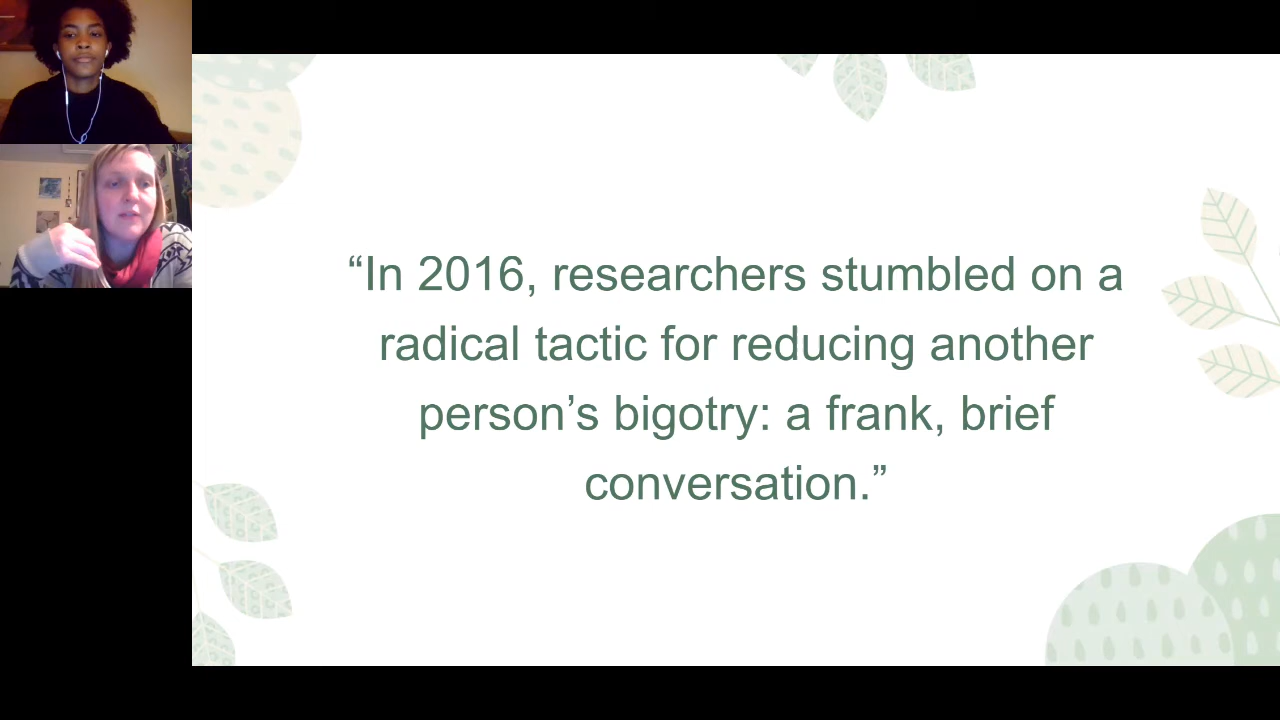 “In 2016, researchers stumbled on a
radical tactic for reducing another
person’s bigotry: a frank, brief
conversation.”